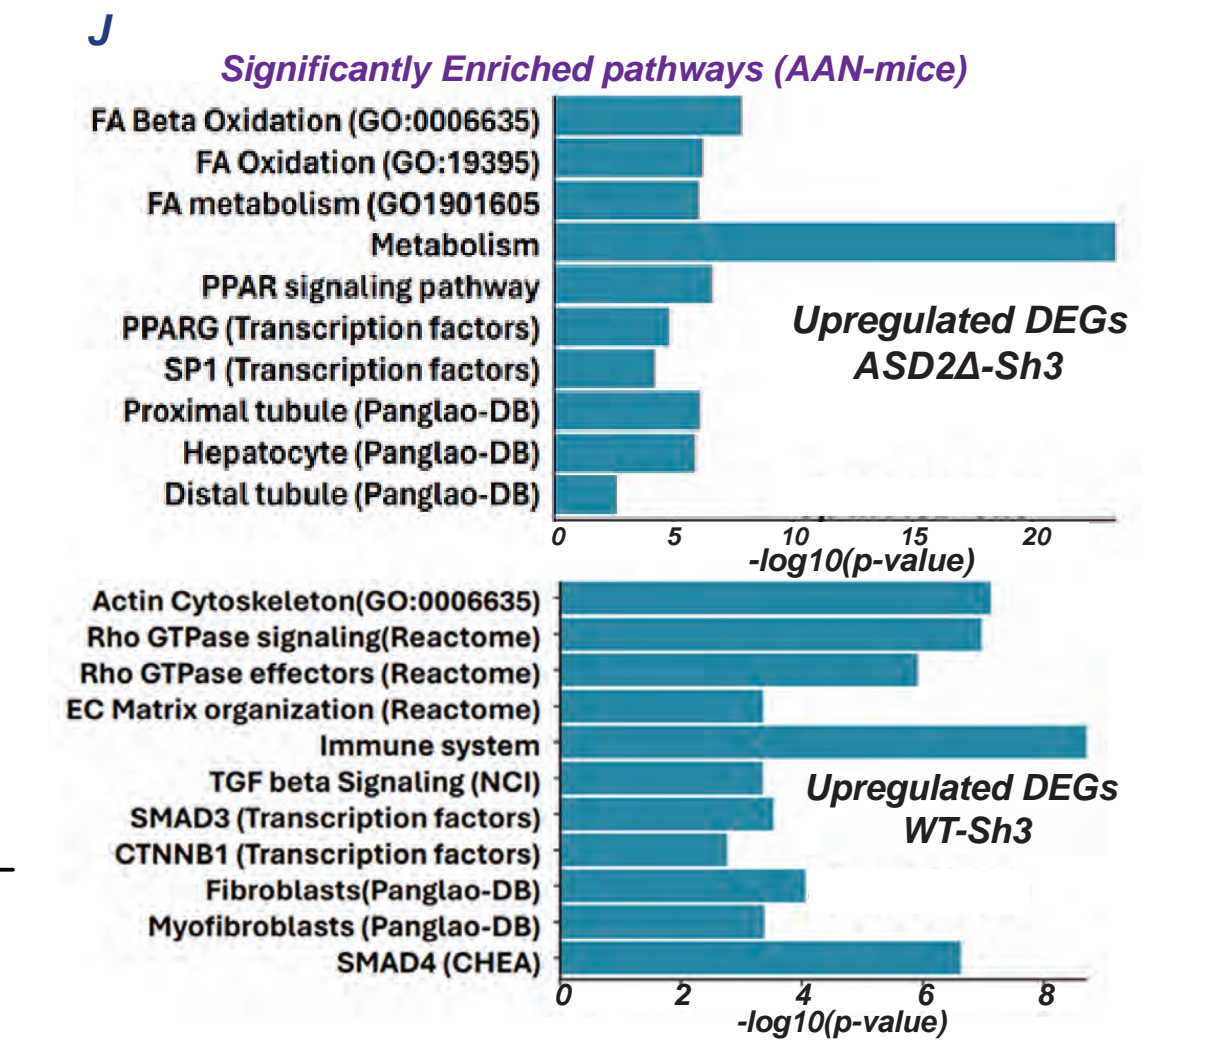 J
Significantly Enriched pathways (AAN-mice)
FA Beta Oxidation (GO:0006635)
FA Oxidation (GO:19395)
FA metabolism (GO1901605
Metabolism
PPAR signaling pathway
PPARG (Transcription factors)
SP1 (Transcription factors)
Proximal tubule (Panglao-DB)
Hepatocyte (Panglao-DB)
Distal tubule (Panglao-DB)
Upregulated DEGs
ASD2Δ-Sh3
0 5 10 15 20
-log10(p-value)
Actin Cytoskeleton(GO:0006635)
Rho GTPase signaling(Reactome)
Rho GTPase effectors (Reactome)
EC Matrix organization (Reactome)
Immune system
TGF beta Signaling (NCI)
SMAD3 (Transcription factors)
CTNNB1 (Transcription factors)
Fibroblasts(Panglao-DB)
Myofibroblasts (Panglao-DB)
SMAD4 (CHEA)
Upregulated DEGs
WT-Sh3
0 2 4 6 8
-log10(p-value)